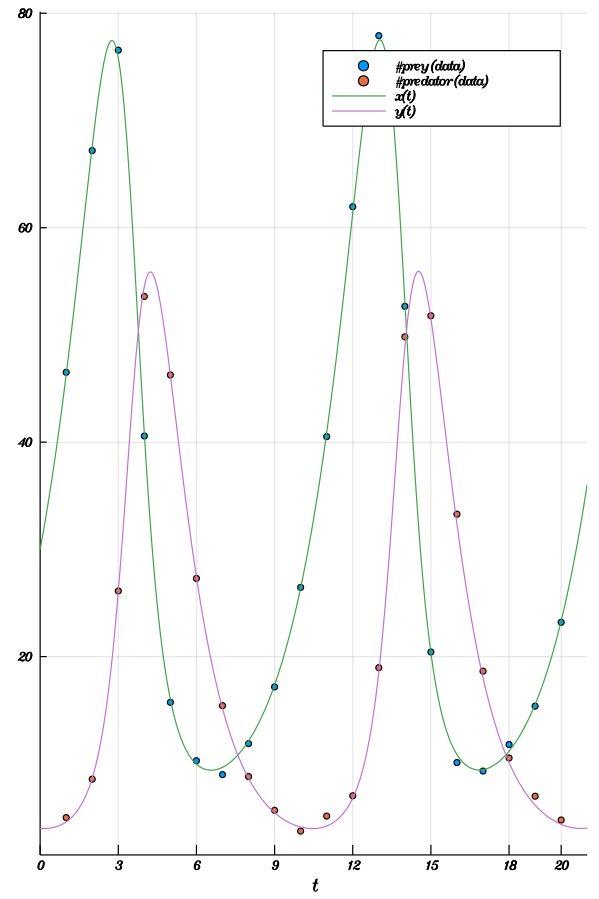 80
#prey (data)
#predator (data)
x(t)
y(t)
60
40
20
0 3 6 9 12 15 18 20
t